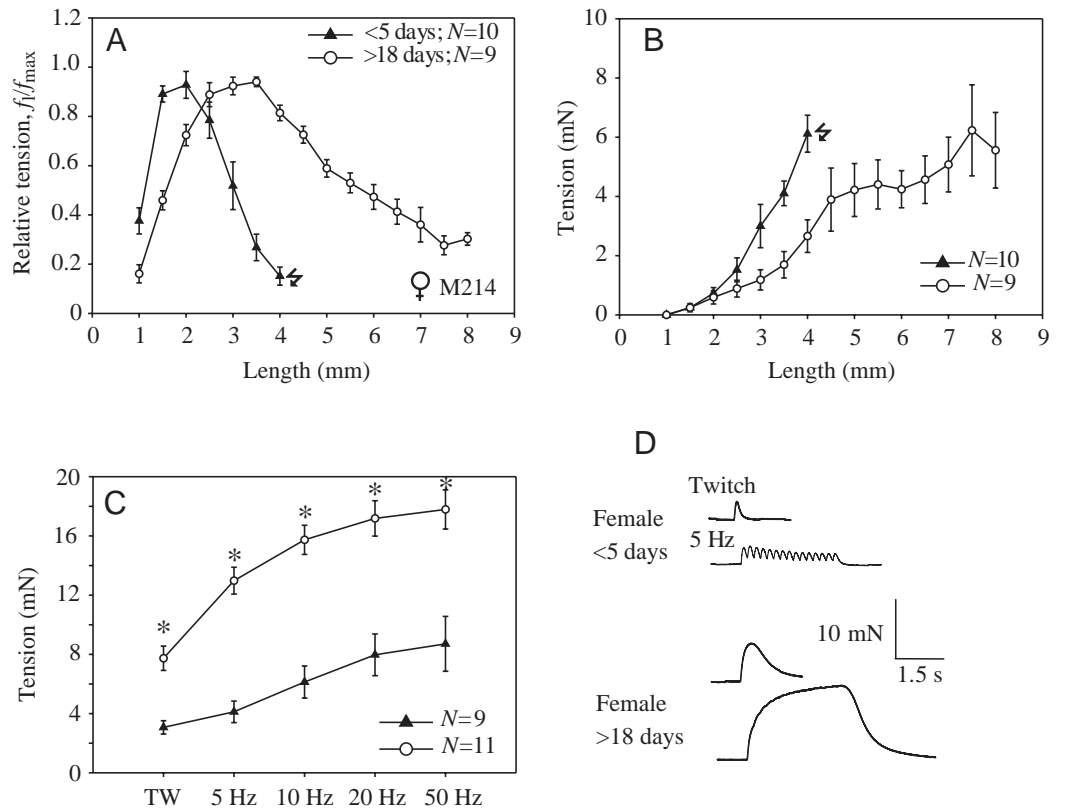 A
<5 days; N=10
>18 days; N=9
Relative tension, fl/fmax
1.2
1.0
0.8
0.6
0.4
0.2
0
♀ M214
0 1 2 3 4 5 6 7 8 9
Length (mm)
B
Tension (mN)
10
8
6
4
2
0
N=10
N=9
0 1 2 3 4 5 6 7 8 9
Length (mm)
C
Tension (mN)
20
16
12
8
4
0
* * * * *
N=9
N=11
TW 5 Hz 10 Hz 20 Hz 50 Hz
D
Twitch
Female
<5 days
5 Hz
10 mN
1.5 s
Female
>18 days